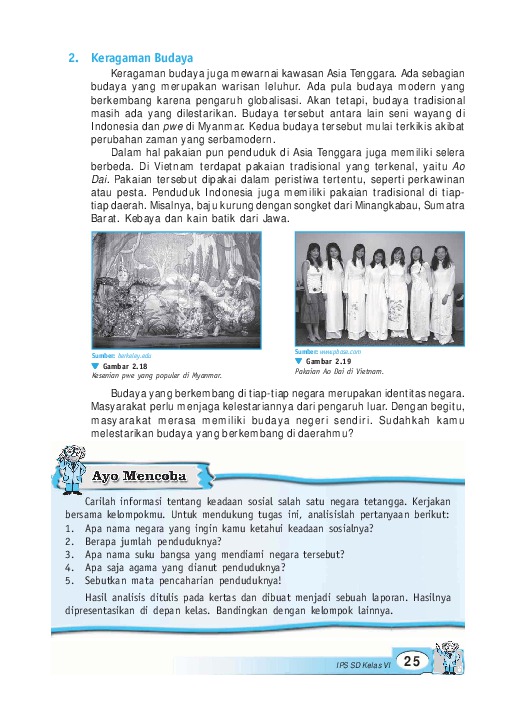 2. Keragaman Budaya
Keragaman budaya juga mewarnai kawasan Asia Tenggara. Ada sebagian
budaya yang merupakan warisan leluhur. Ada pula budaya modern yang
berkembang karena pengaruh globalisasi. Akan tetapi, budaya tradisional
masih ada yang dilestarikan. Budaya tersebut antara lain seni wayang di
Indonesia dan pwe di Myanmar. Kedua budaya tersebut mulai terkikis akibat
perubahan zaman yang serbamodern.
Dalam hal pakaian pun penduduk di Asia Tenggara juga memiliki selera
berbeda. Di Vietnam terdapat pakaian tradisional yang terkenal, yaitu Ao
Dai. Pakaian tersebut dipakai dalam peristiwa tertentu, seperti perkawinan
atau pesta. Penduduk Indonesia juga memiliki pakaian tradisional di tiap-
tiap daerah. Misalnya, baju kurung dengan songket dari Minangkabau, Sumatra
Barat. Kebaya dan kain batik dari Jawa.
Sumber: berkeley.edu
Gambar 2.18
Kesenian pwe yang populer di Myanmar.
Sumber: www.pbase.com
Gambar 2.19
Pakaian Ao Dai di Vietnam.
Budaya yang berkembang di tiap-tiap negara merupakan identitas negara.
Masyarakat perlu menjaga kelestariannya dari pengaruh luar. Dengan begitu,
masyarakat merasa memiliki budaya negeri sendiri. Sudahkah kamu
melestarikan budaya yang berkembang di daerahmu?
Ayo Mencoba
Carilah informasi tentang keadaan sosial salah satu negara tetangga. Kerjakan
bersama kelompokmu. Untuk mendukung tugas ini, analisislah pertanyaan berikut:
1. Apa nama negara yang ingin kamu ketahui keadaan sosialnya?
2. Berapa jumlah penduduknya?
3. Apa nama suku bangsa yang mendiami negara tersebut?
4. Apa saja agama yang dianut penduduknya?
5. Sebutkan mata pencaharian penduduknya!
Hasil analisis ditulis pada kertas dan dibuat menjadi sebuah laporan. Hasilnya
dipresentasikan di depan kelas. Bandingkan dengan kelompok lainnya.
IPS SD Kelas VI 25